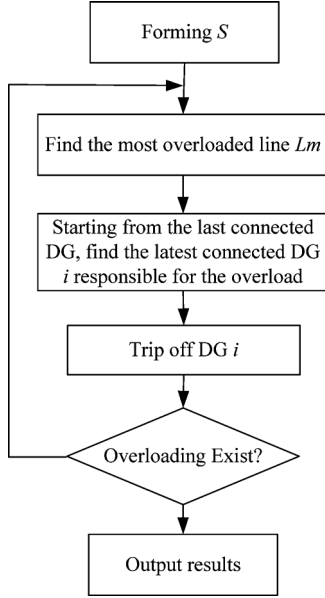 Forming S
Find the most overloaded line Lm
Starting from the last connected
DG, find the latest connected DG
i responsible for the overload
Trip off DG i
Overloading Exist?
Output results